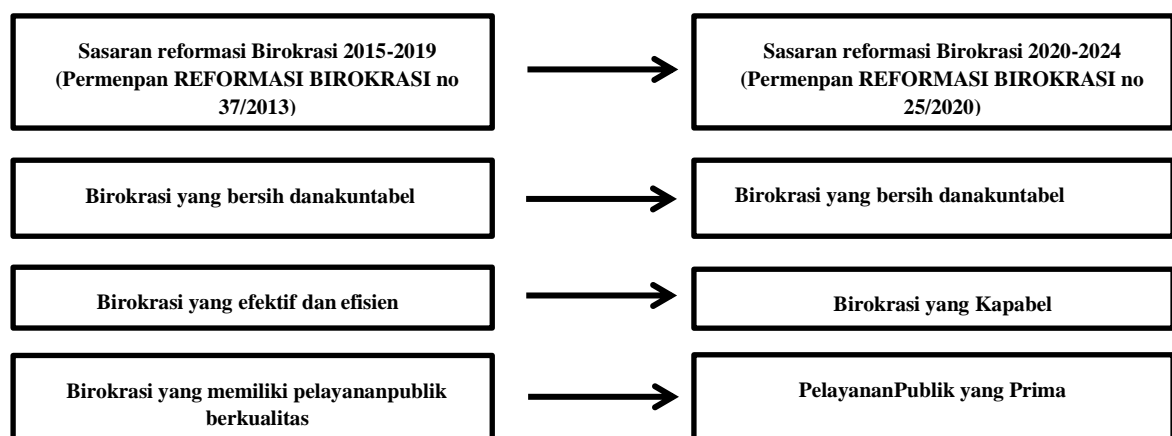 Sasaran reformasi Birokrasi 2015-2019
(Permenpan REFORMASI BIROKRASI no
37/2013)
Sasaran reformasi Birokrasi 2020-2024
(Permenpan REFORMASI BIROKRASI no
25/2020)
Birokrasi yang bersih danakuntabel
Birokrasi yang bersih danakuntabel
Birokrasi yang efektif dan efisien
Birokrasi yang Kapabel
Birokrasi yang memiliki pelayananpublik
berkualitas
PelayananPublik yang Prima